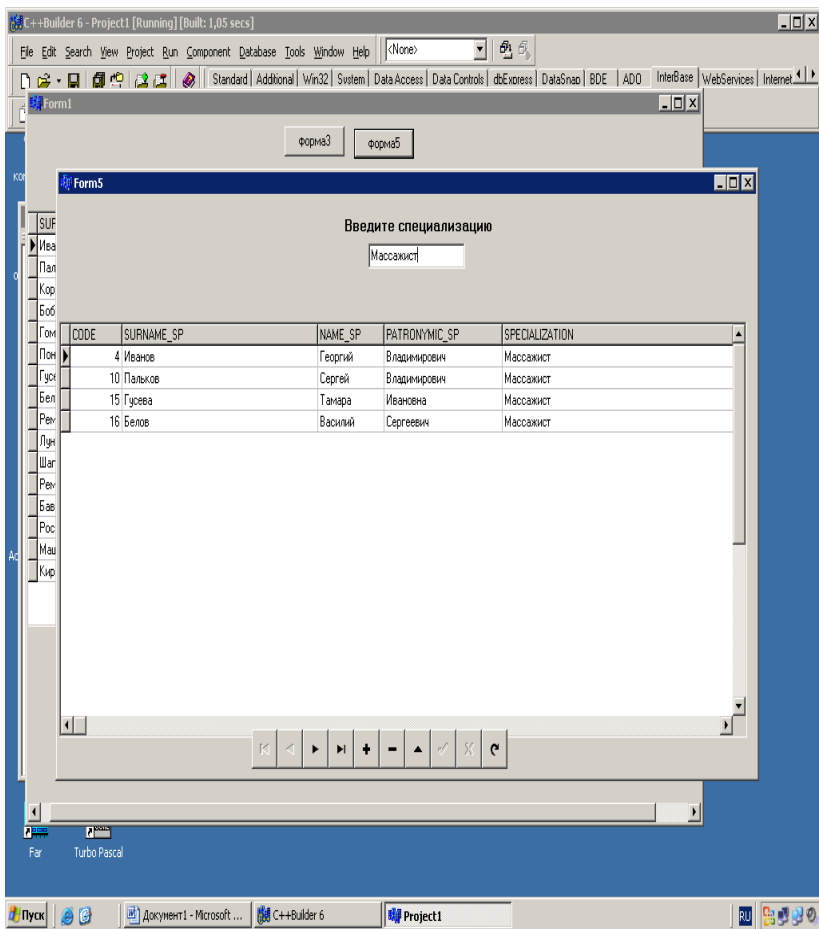 C++Builder 6 - Project1 [Running] [Built: 1,05 secs]
File Edit Search View Project Run Component Database Tools Window Help <None>
Standard Additional Win32 System Data Access Data Controls dbExpress DataSnap BDE ADO InterBase WebServices Internet
Form1
форма3 форма5
Form5
Введите специализацию
Массажист
CODE SURNAME_SP NAME_SP PATRONYMIC_SP SPECIALIZATION
4 Иванов Георгий Владимирович Массажист
10 Пальков Сергей Владимирович Массажист
15 Гусева Тамара Ивановна Массажист
16 Белов Василий Сергеевич Массажист
SUF
Ива
Пал
Кор
Боб
Гом
Пон
Гусе
Бел
Рем
Лун
Шаг
Рем
Бав
Рос
Маш
Кир
Far Turbo Pascal
Пуск Документ1 - Microsoft ... C++Builder 6 Project1 RU